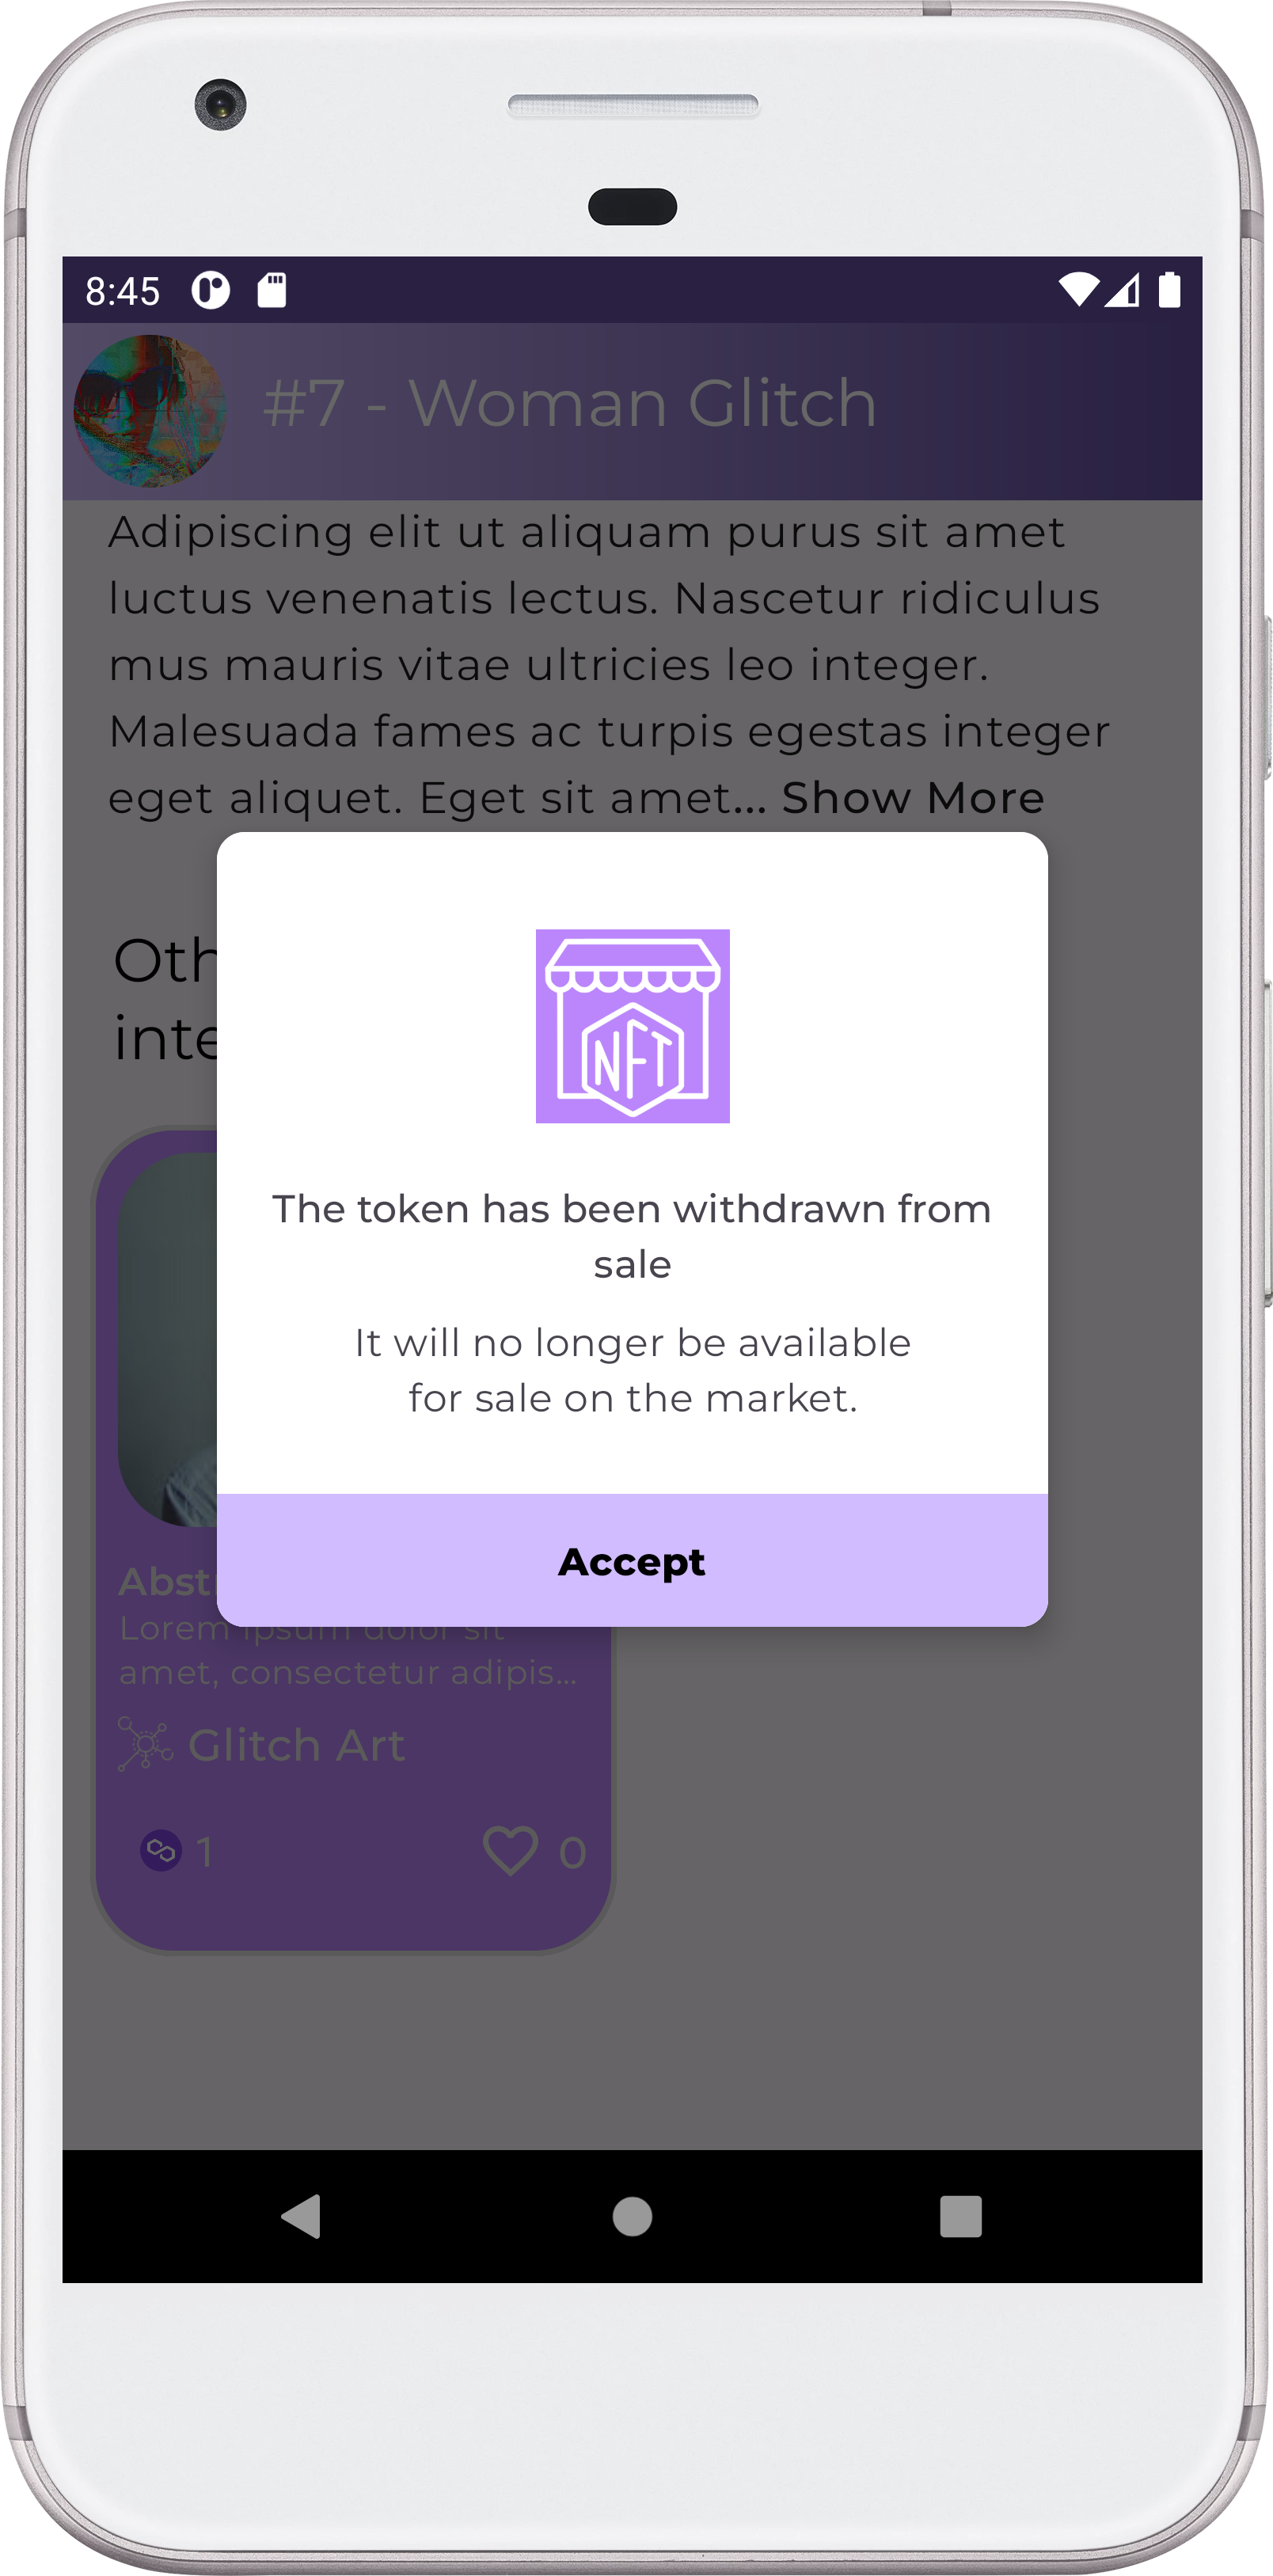 8:45
#7 - Woman Glitch
Adipiscing elit ut aliquam purus sit amet
luctus venenatis lectus. Nascetur ridiculus
mus mauris vitae ultricies leo integer.
Malesuada fames ac turpis egestas integer
eget aliquet. Eget sit amet... Show More
NFT
The token has been withdrawn from
sale
It will no longer be available
for sale on the market.
Accept
Lorem ipsum dolor sit
amet, consectetur adipis...
Glitch Art
1
0